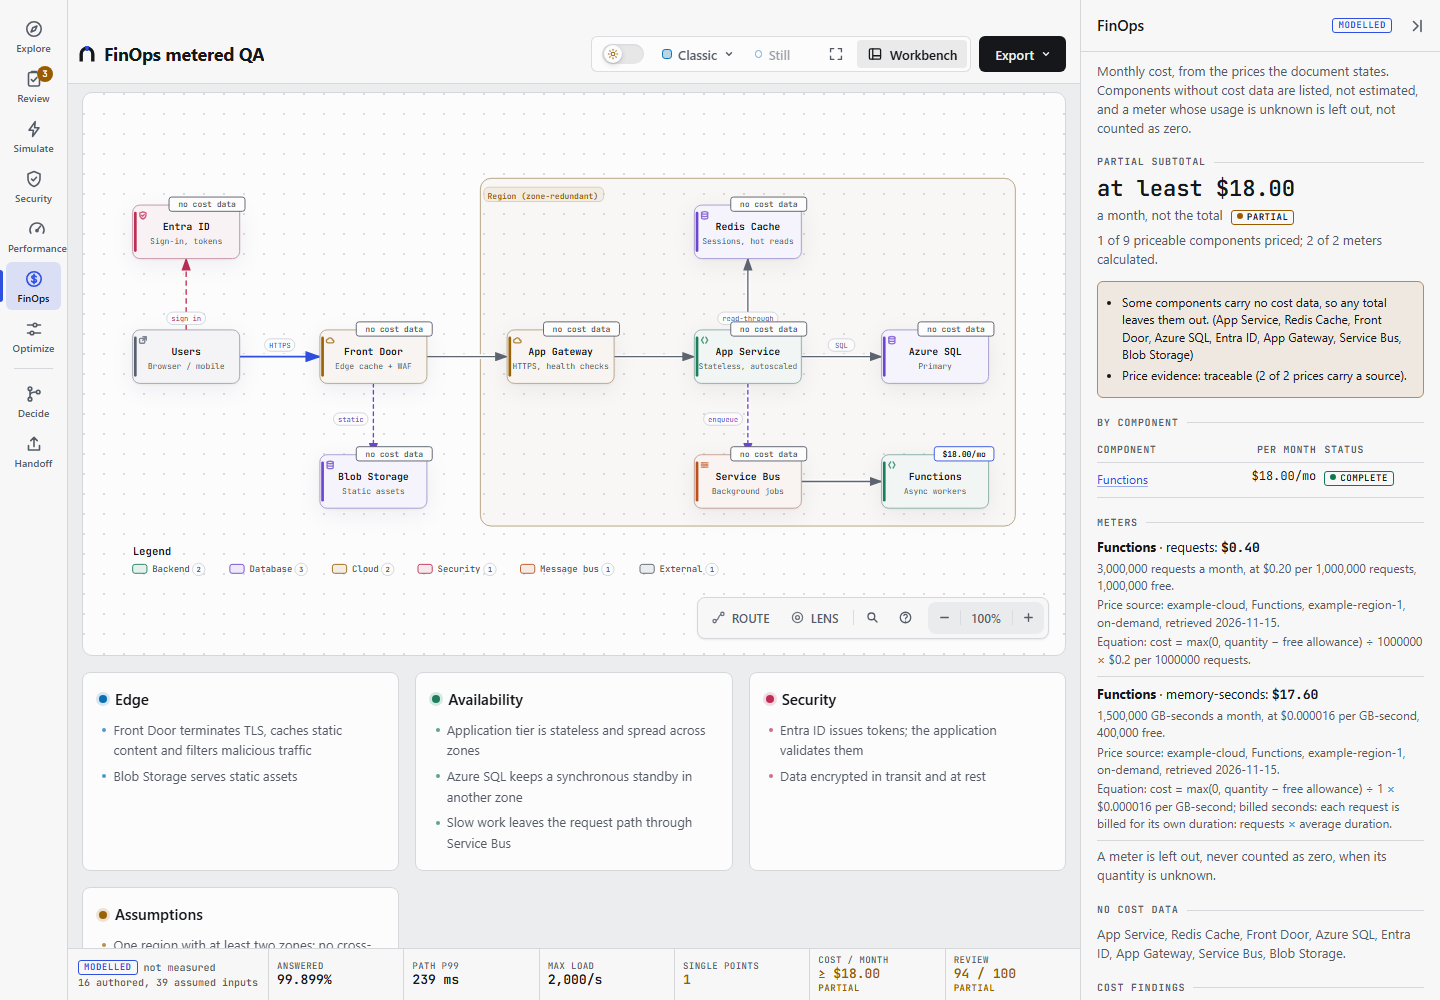 Explore
3
Review
Simulate
Security
Performance
FinOps
Optimize
Decide
Handoff
FinOps metered QA
Classic
Still
Workbench
Export
Region (zone-redundant)
no cost data
Entra ID
Sign-in, tokens
no cost data
Redis Cache
Sessions, hot reads
sign in
read-through
no cost data
Users
Browser / mobile
HTTPS
Front Door
Edge cache + WAF
no cost data
App Gateway
HTTPS, health checks
no cost data
App Service
Stateless, autoscaled
SQL
no cost data
Azure SQL
Primary
static
enqueue
no cost data
Blob Storage
Static assets
no cost data
Service Bus
Background jobs
$18.00/mo
Functions
Async workers
Legend
Backend 2
Database 3
Cloud 2
Security 1
Message bus 1
External 1
ROUTE
LENS
100%
Edge
• Front Door terminates TLS, caches static
content and filters malicious traffic
• Blob Storage serves static assets
Availability
• Application tier is stateless and spread across
zones
• Azure SQL keeps a synchronous standby in
another zone
• Slow work leaves the request path through
Service Bus
Security
• Entra ID issues tokens; the application
validates them
• Data encrypted in transit and at rest
Assumptions
• One region with at least two zones; no cross-
MODELLED not measured
16 authored, 39 assumed inputs
ANSWERED
99.899%
PATH P99
239 ms
MAX LOAD
2,000/s
SINGLE POINTS
1
COST / MONTH
≥ $18.00
PARTIAL
REVIEW
94 / 100
PARTIAL
FinOps
MODELLED
Monthly cost, from the prices the document states.
Components without cost data are listed, not estimated,
and a meter whose usage is unknown is left out, not
counted as zero.
PARTIAL SUBTOTAL
at least $18.00
a month, not the total PARTIAL
1 of 9 priceable components priced; 2 of 2 meters
calculated.
• Some components carry no cost data, so any total
leaves them out. (App Service, Redis Cache, Front
Door, Azure SQL, Entra ID, App Gateway, Service Bus,
Blob Storage)
• Price evidence: traceable (2 of 2 prices carry a source).
BY COMPONENT
COMPONENT PER MONTH STATUS
Functions $18.00/mo COMPLETE
METERS
Functions · requests: $0.40
3,000,000 requests a month, at $0.20 per 1,000,000 requests,
1,000,000 free.
Price source: example-cloud, Functions, example-region-1,
on-demand, retrieved 2026-11-15.
Equation: cost = max(0, quantity − free allowance) ÷ 1000000
× $0.2 per 1000000 requests.
Functions · memory-seconds: $17.60
1,500,000 GB-seconds a month, at $0.000016 per GB-second,
400,000 free.
Price source: example-cloud, Functions, example-region-1,
on-demand, retrieved 2026-11-15.
Equation: cost = max(0, quantity − free allowance) ÷ 1 ×
$0.000016 per GB-second; billed seconds: each request is
billed for its own duration: requests × average duration.
A meter is left out, never counted as zero, when its
quantity is unknown.
NO COST DATA
App Service, Redis Cache, Front Door, Azure SQL, Entra
ID, App Gateway, Service Bus, Blob Storage.
COST FINDINGS